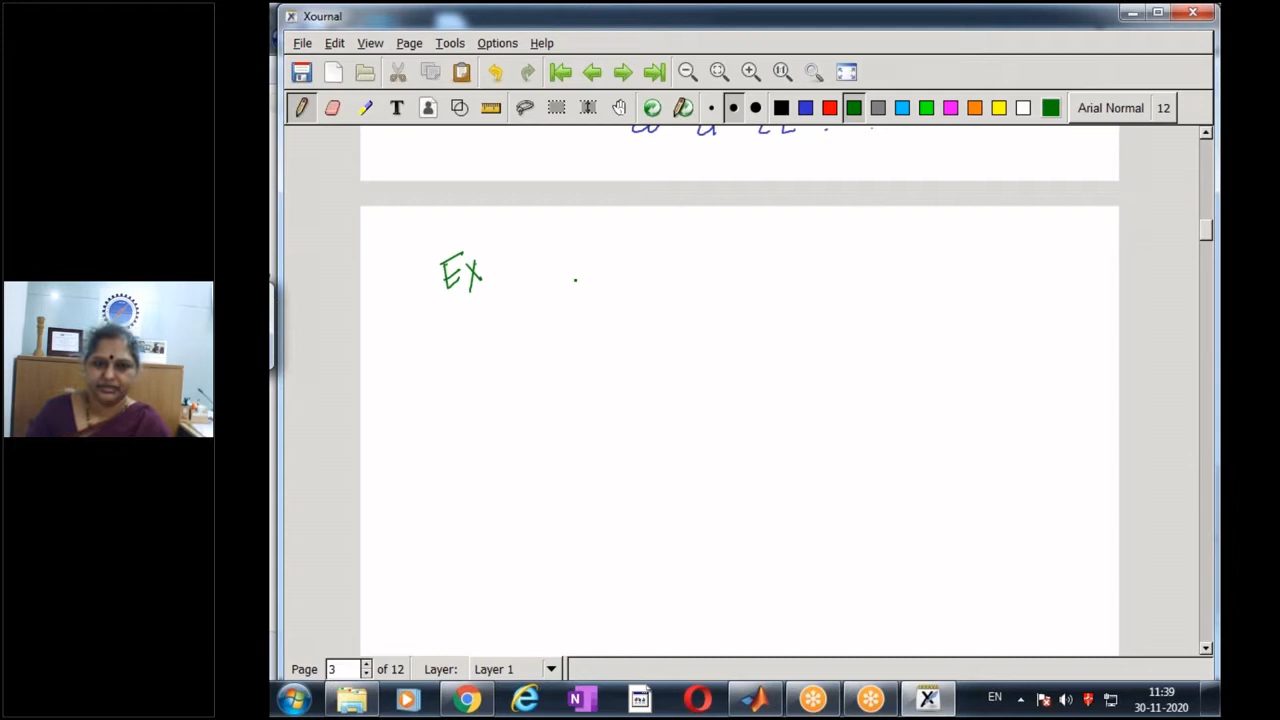 Xournal
File Edit View Page Tools Options Help
Arial Normal 12
Ex .
Page 3 of 12 Layer: Layer 1
EN 11:39
30-11-2020